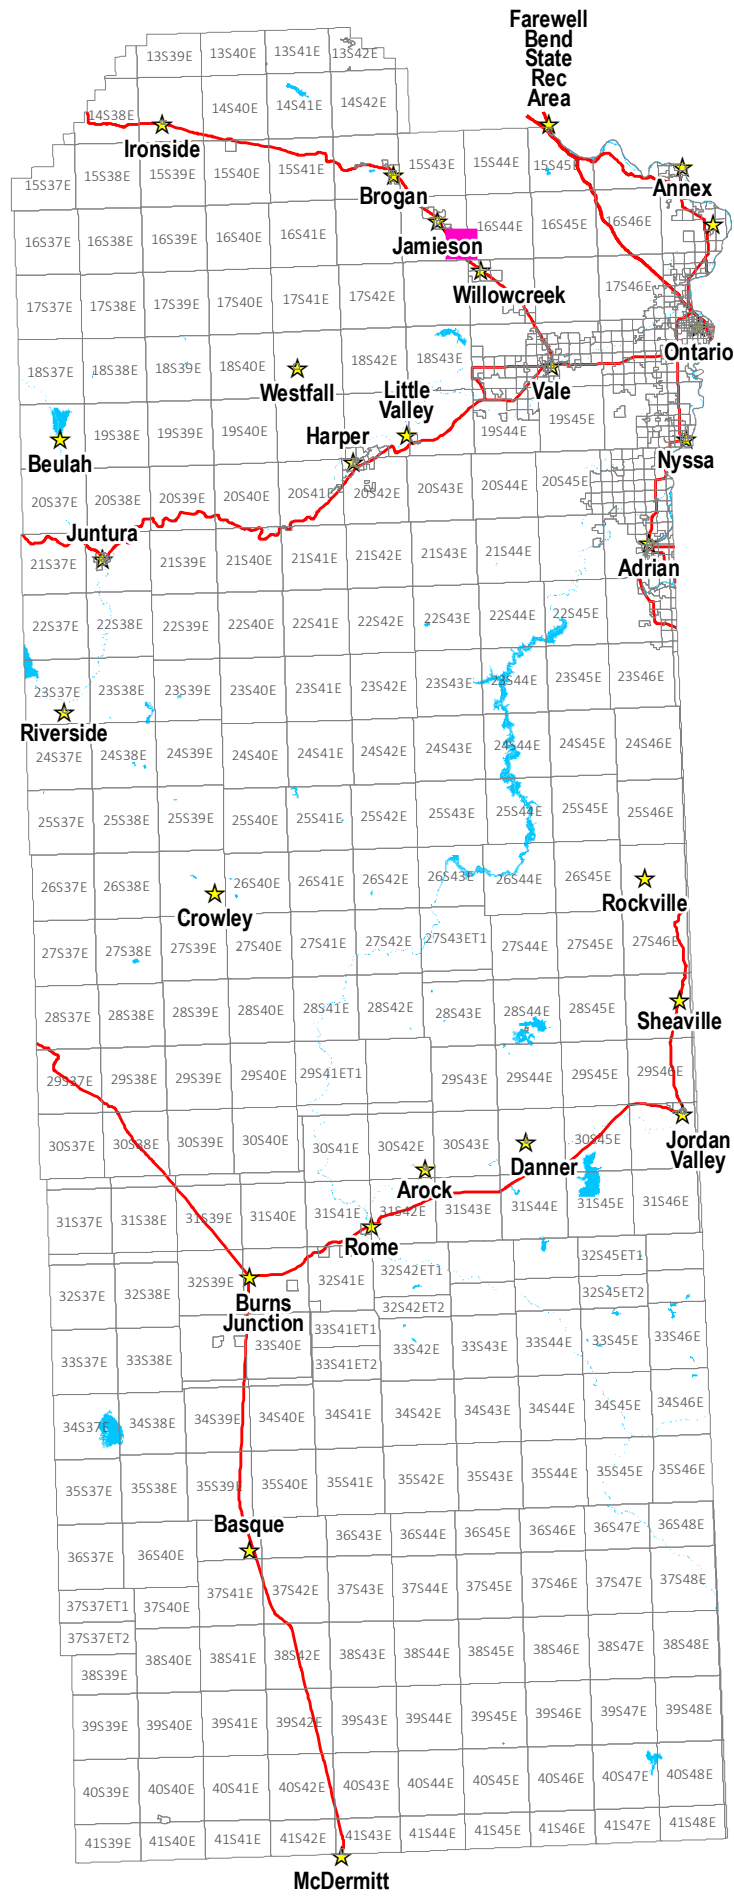 Farewell
Bend
State
Rec
Area
13S39E 13S40E 13S41E 13S42E
14S38E 14S40E 14S41E 14S42E
Ironside
15S37E 15S38E 15S39E 15S40E 15S41E 15S43E 15S44E 15S45E
Brogan
Annex
16S37E 16S38E 16S39E 16S40E 16S41E 16S44E 16S45E 16S46E
Jamieson
Willowcreek
17S37E 17S38E 17S39E 17S40E 17S41E 17S42E 17S46E
Ontario
18S37E 18S38E 18S39E 18S40E 18S42E 18S43E
Westfall
Little
Valley
Vale
19S38E 19S39E 19S40E 19S44E 19S45E
Beulah
Harper
Nyssa
20S37E 20S38E 20S39E 20S40E 20S41E 20S42E 20S43E 20S44E 20S45E
Juntura
21S37E 21S39E 21S40E 21S41E 21S42E 21S43E 21S44E
Adrian
22S37E 22S38E 22S39E 22S40E 22S41E 22S42E 22S43E 22S44E 22S45E
23S37E 23S38E 23S39E 23S40E 23S41E 23S42E 23S43E 23S44E 23S45E 23S46E
Riverside
24S37E 24S38E 24S39E 24S40E 24S41E 24S42E 24S43E 24S44E 24S45E 24S46E
25S37E 25S38E 25S39E 25S40E 25S41E 25S42E 25S43E 25S44E 25S45E 25S46E
26S37E 26S38E 26S40E 26S41E 26S42E 26S43E 26S44E 26S45E
Crowley
Rockville
27S37E 27S38E 27S39E 27S40E 27S41E 27S42E 27S43ET1 27S44E 27S45E 27S46E
28S37E 28S38E 28S39E 28S40E 28S41E 28S42E 28S43E 28S44E 28S45E
Sheaville
29S37E 29S38E 29S39E 29S40E 29S41ET1 29S43E 29S44E 29S45E 29S46E
30S37E 30S38E 30S39E 30S40E 30S41E 30S42E 30S43E 30S45E
Jordan
Valley
Danner
Arock
31S37E 31S38E 31S39E 31S40E 31S41E 31S42E 31S43E 31S44E 31S45E 31S46E
Rome
32S37E 32S38E 32S39E 32S41E 32S42ET1 32S45ET1
32S42ET2 32S45ET2
Burns
Junction
33S37E 33S38E 33S40E 33S41ET1 33S42E 33S43E 33S44E 33S45E 33S46E
33S41ET2
34S37E 34S38E 34S39E 34S40E 34S41E 34S42E 34S43E 34S44E 34S45E 34S46E
35S37E 35S38E 35S39E 35S40E 35S41E 35S42E 35S43E 35S44E 35S45E 35S46E
Basque
36S37E 36S40E 36S43E 36S44E 36S45E 36S46E 36S47E 36S48E
37S37ET1 37S40E 37S41E 37S42E 37S43E 37S44E 37S45E 37S46E 37S47E 37S48E
37S37ET2
38S39E 38S40E 38S41E 38S42E 38S43E 38S44E 38S45E 38S46E 38S47E 38S48E
39S39E 39S40E 39S41E 39S42E 39S43E 39S44E 39S45E 39S46E 39S47E 39S48E
40S39E 40S40E 40S41E 40S42E 40S43E 40S44E 40S45E 40S46E 40S47E 40S48E
41S39E 41S40E 41S41E 41S42E 41S43E 41S44E 41S45E 41S46E 41S47E 41S48E
McDermitt